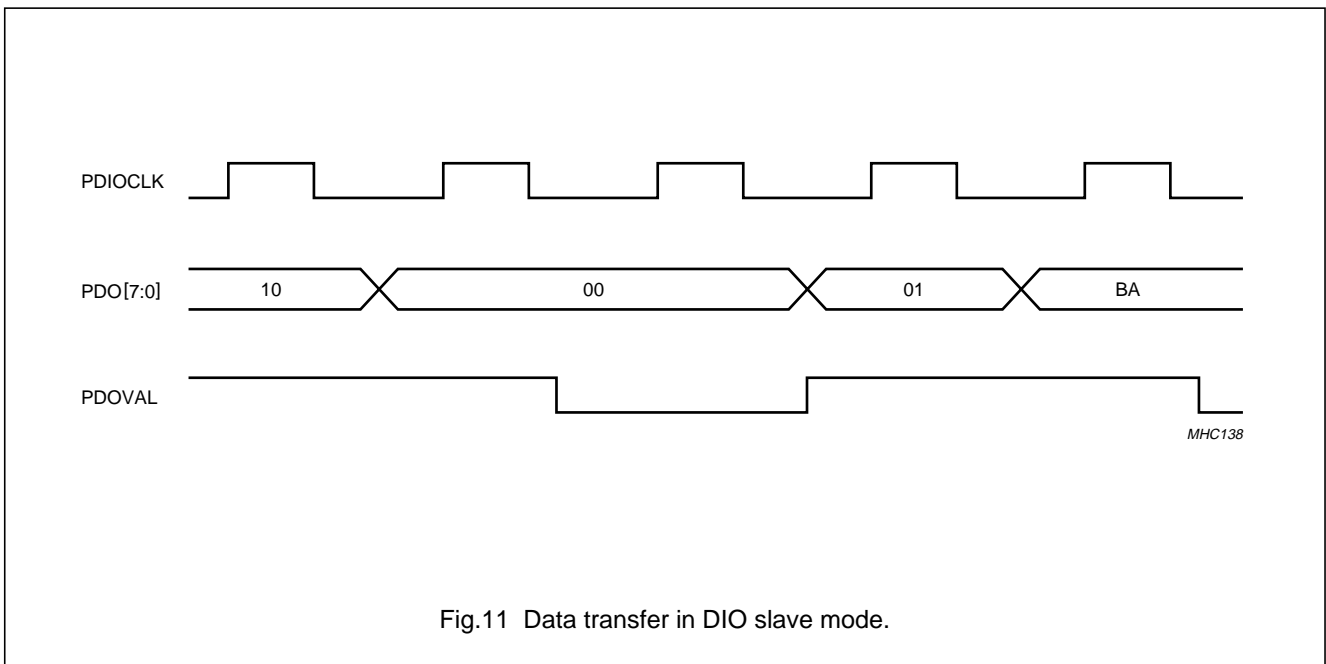 PDIOCLK
PDO[7:0] 10 00 01 BA
PDOVAL
MHC138
Fig.11 Data transfer in DIO slave mode.